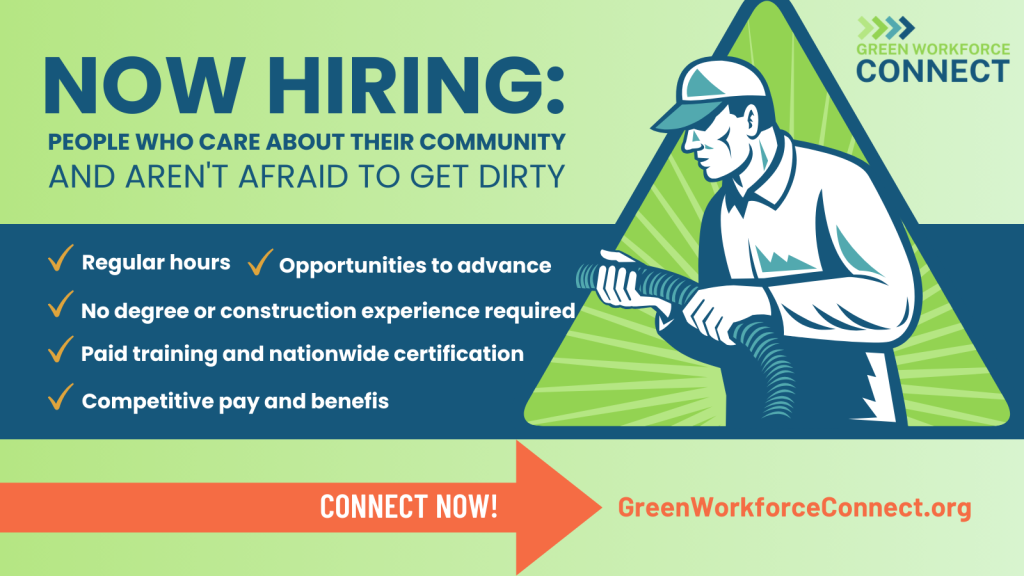 GREEN WORKFORCE
CONNECT
NOW HIRING:
PEOPLE WHO CARE ABOUT THEIR COMMUNITY
AND AREN'T AFRAID TO GET DIRTY
Regular hours
Opportunities to advance
No degree or construction experience required
Paid training and nationwide certification
Competitive pay and benefis
CONNECT NOW!
GreenWorkforceConnect.org